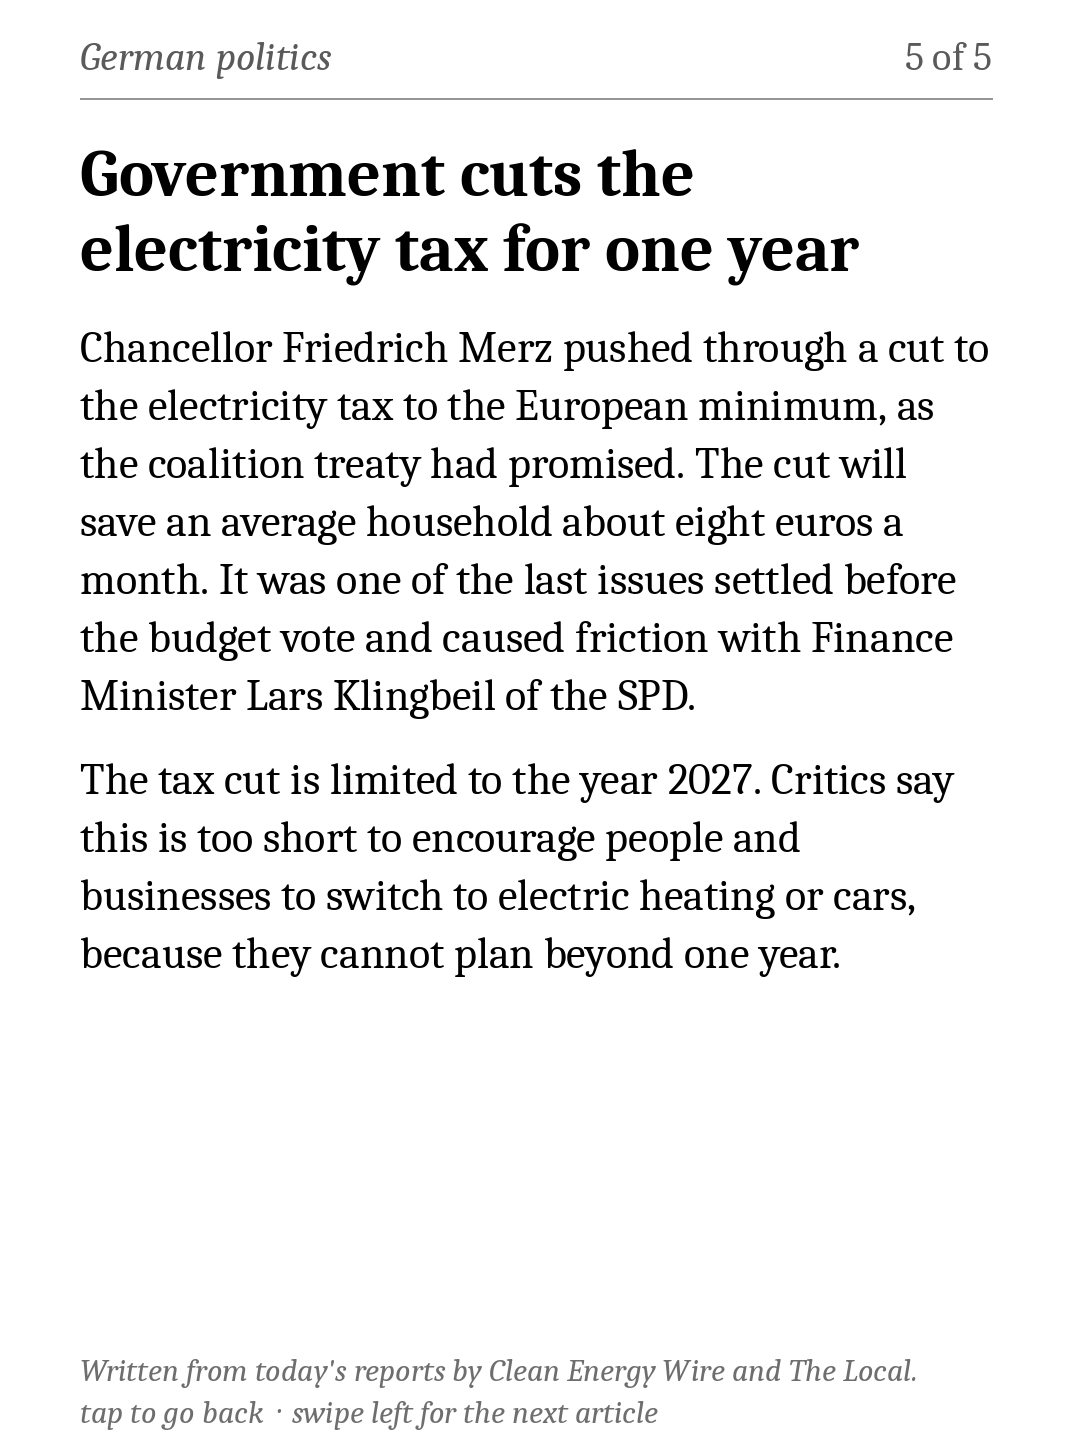 German politics
5 of 5
Government cuts the
electricity tax for one year
Chancellor Friedrich Merz pushed through a cut to
the electricity tax to the European minimum, as
the coalition treaty had promised. The cut will
save an average household about eight euros a
month. It was one of the last issues settled before
the budget vote and caused friction with Finance
Minister Lars Klingbeil of the SPD.
The tax cut is limited to the year 2027. Critics say
this is too short to encourage people and
businesses to switch to electric heating or cars,
because they cannot plan beyond one year.
Written from today's reports by Clean Energy Wire and The Local.
tap to go back · swipe left for the next article